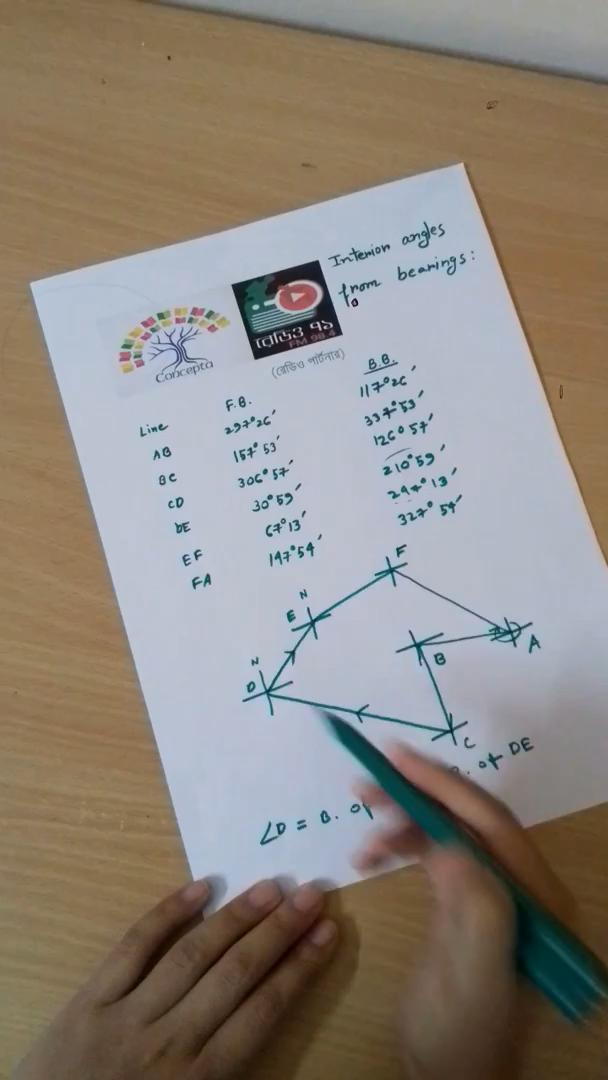 Interior angles
from bearings:
রেডিও ৭১
FM 98.4
(রেডিও পার্টনার)
Concepta
Line F.B. B.B.
AB 297°26′ 117°26′
BC 157°53′ 337°53′
CD 306°57′ 126°57′
DE 30°59′ 210°59′
EF 67°13′ 247°13′
FA 147°54′ 327°54′
F
N
E
N
D
B
A
C
∠D = B. of
of DE